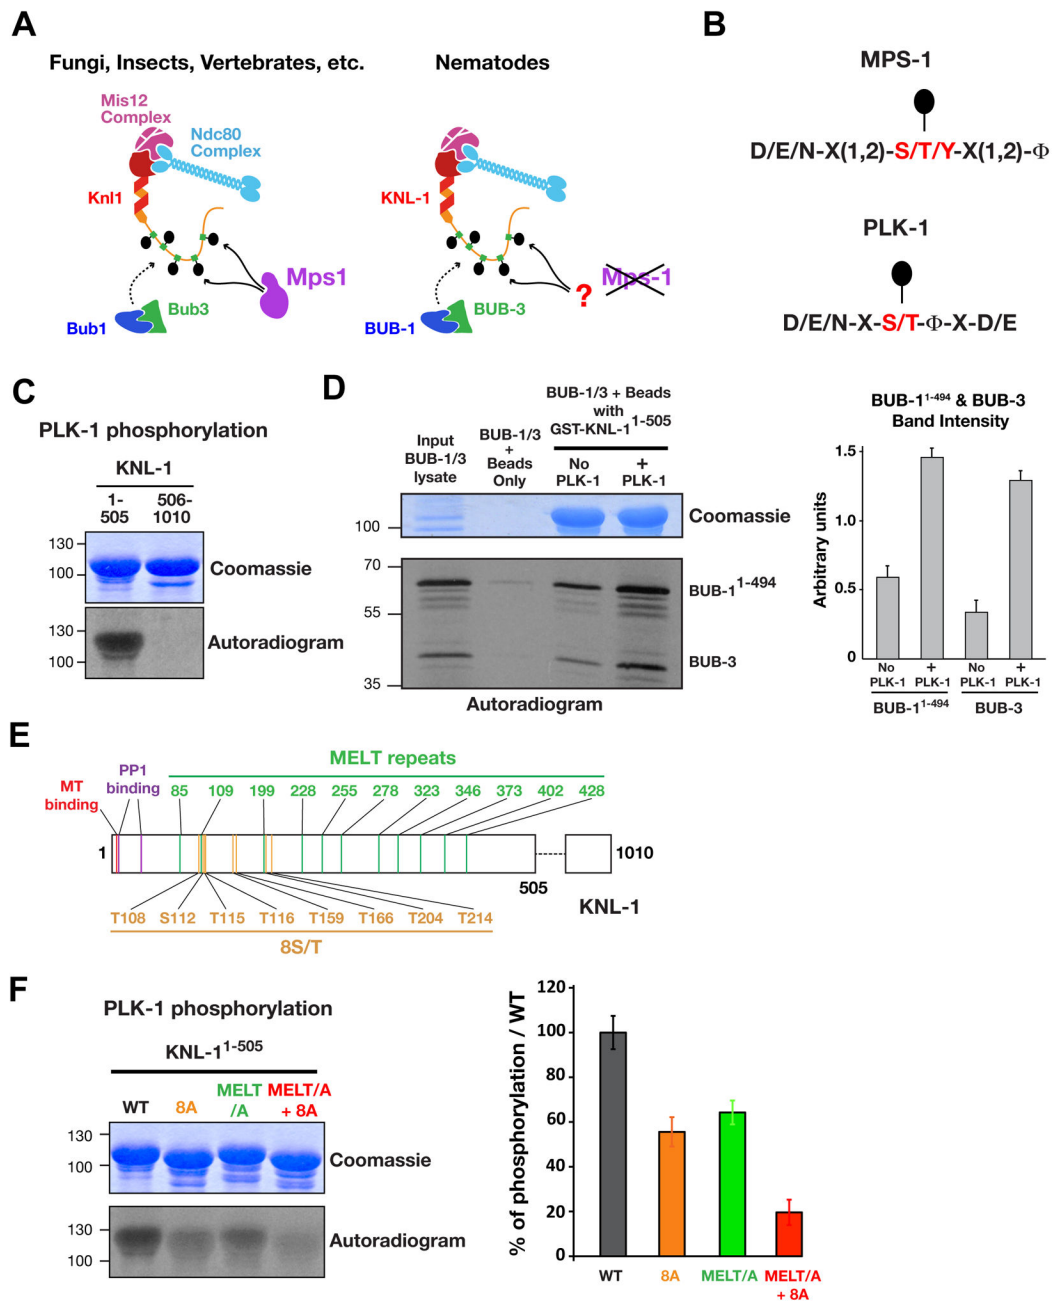 A
Fungi, Insects, Vertebrates, etc.
Nematodes
Mis12
Complex
Ndc80
Complex
Knl1
Mps1
Bub3
Bub1
KNL-1
?
Mps-1
BUB-3
BUB-1
B
MPS-1
D/E/N-X(1,2)-S/T/Y-X(1,2)-Φ
PLK-1
D/E/N-X-S/T-Φ-X-D/E
C
PLK-1 phosphorylation
KNL-1
1-
505
506-
1010
130
100
Coomassie
130
100
Autoradiogram
D
Input
BUB-1/3
lysate
BUB-1/3
+
Beads
Only
BUB-1/3 + Beads
with
GST-KNL-1 1-505
No
PLK-1
+
PLK-1
100
Coomassie
70
55
35
BUB-1 1-494
BUB-3
Autoradiogram
BUB-1 1-494 & BUB-3
Band Intensity
Arbitrary units
1.5
1.0
0.5
0
No
PLK-1
+
PLK-1
No
PLK-1
+
PLK-1
BUB-1 1-494
BUB-3
E
MELT repeats
MT
binding
PP1
binding
85 109 199 228 255 278 323 346 373 402 428
1
505
1010
KNL-1
T108 S112 T115 T116 T159 T166 T204 T214
8S/T
F
PLK-1 phosphorylation
KNL-1 1-505
WT
8A
MELT
/A
MELT/A
+ 8A
130
100
Coomassie
130
100
Autoradiogram
% of phosphorylation / WT
120
100
80
60
40
20
0
WT
8A
MELT/A
MELT/A
+ 8A